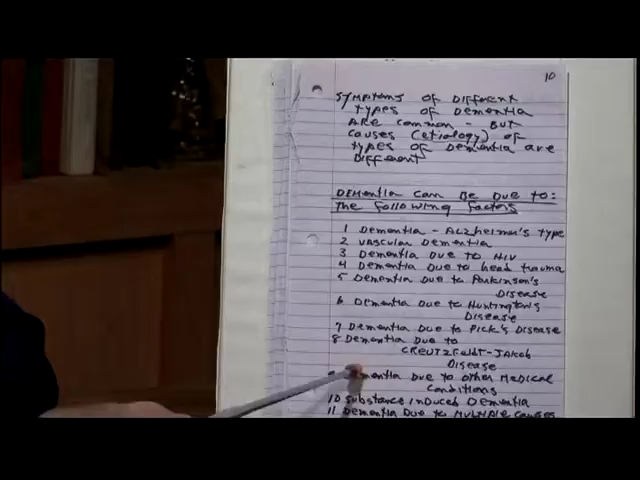 10
Symptoms of Different
types of Dementia
are common - But
causes (etiology) of
types of Dementia are
Different
Dementia can be Due to:
the following factors
1 Dementia - Alzheimer's type
2 Vascular Dementia
3 Dementia Due to HIV
4 Dementia Due to head trauma
5 Dementia Due to Parkinson's
Disease
6 Dementia Due to Huntington's
Disease
7 Dementia Due to Pick's Disease
8 Dementia Due to
CREUTZFELDT-JAKOB
Disease
mentia Due to other Medical
Conditions
10 Substance induced Dementia
11 Dementia Due to Multiple causes